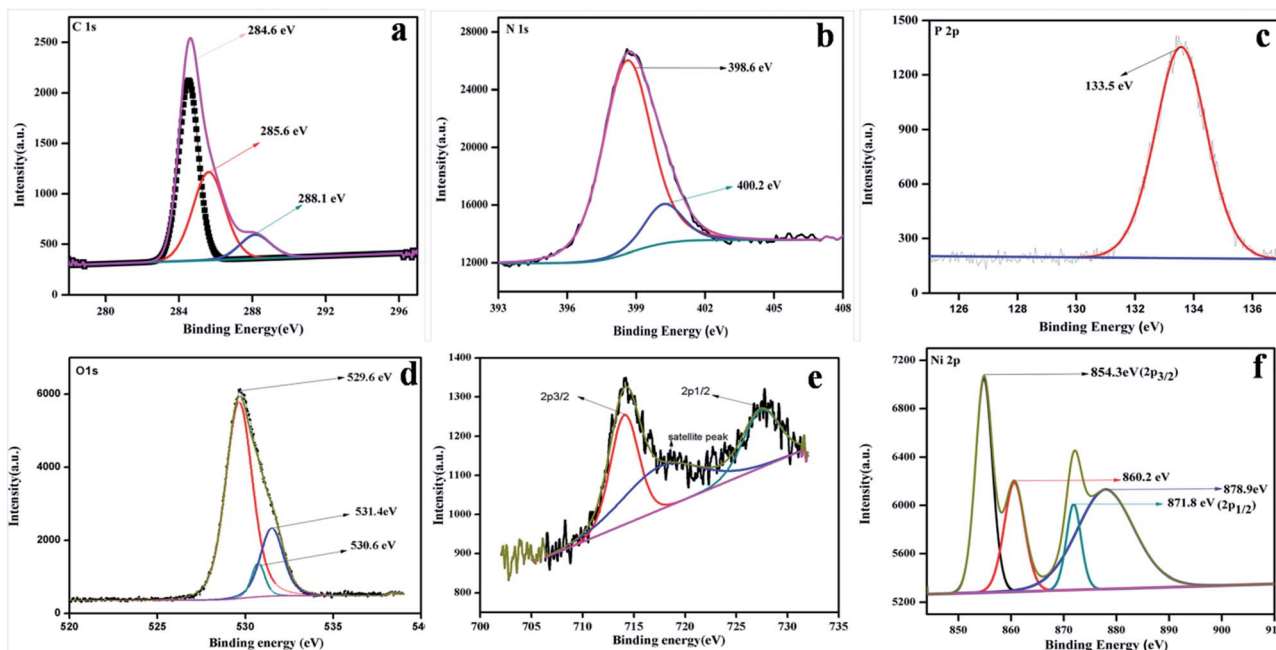 C 1s
a
284.6 eV
285.6 eV
288.1 eV
2500
2000
1500
1000
500
0
Intensity(a.u.)
280 284 288 292 296
Binding Energy(eV)
N 1s
b
398.6 eV
400.2 eV
28000
24000
20000
16000
12000
Intensity(a.u.)
393 396 399 402 405 408
Binding Energy (eV)
P 2p
c
133.5 eV
1500
1200
900
600
300
0
Intensity(a.u.)
126 128 130 132 134 136
Binding Energy (eV)
O1s
d
529.6 eV
531.4eV
530.6 eV
6000
4000
2000
0
Intensity(a.u.)
520 525 530 535 54
Binding energy(eV)
e
2p3/2
2p1/2
satellite peak
1400
1300
1200
1100
1000
900
800
Intensity(a.u.)
700 705 710 715 720 725 730 735
Binding energy(eV)
Ni 2p
f
854.3eV(2p3/2)
860.2 eV
878.9eV
871.8 eV(2p1/2)
7200
6800
6400
6000
5600
5200
Intensity(a.u.)
850 860 870 880 890 900 910
Binding Energy (eV)